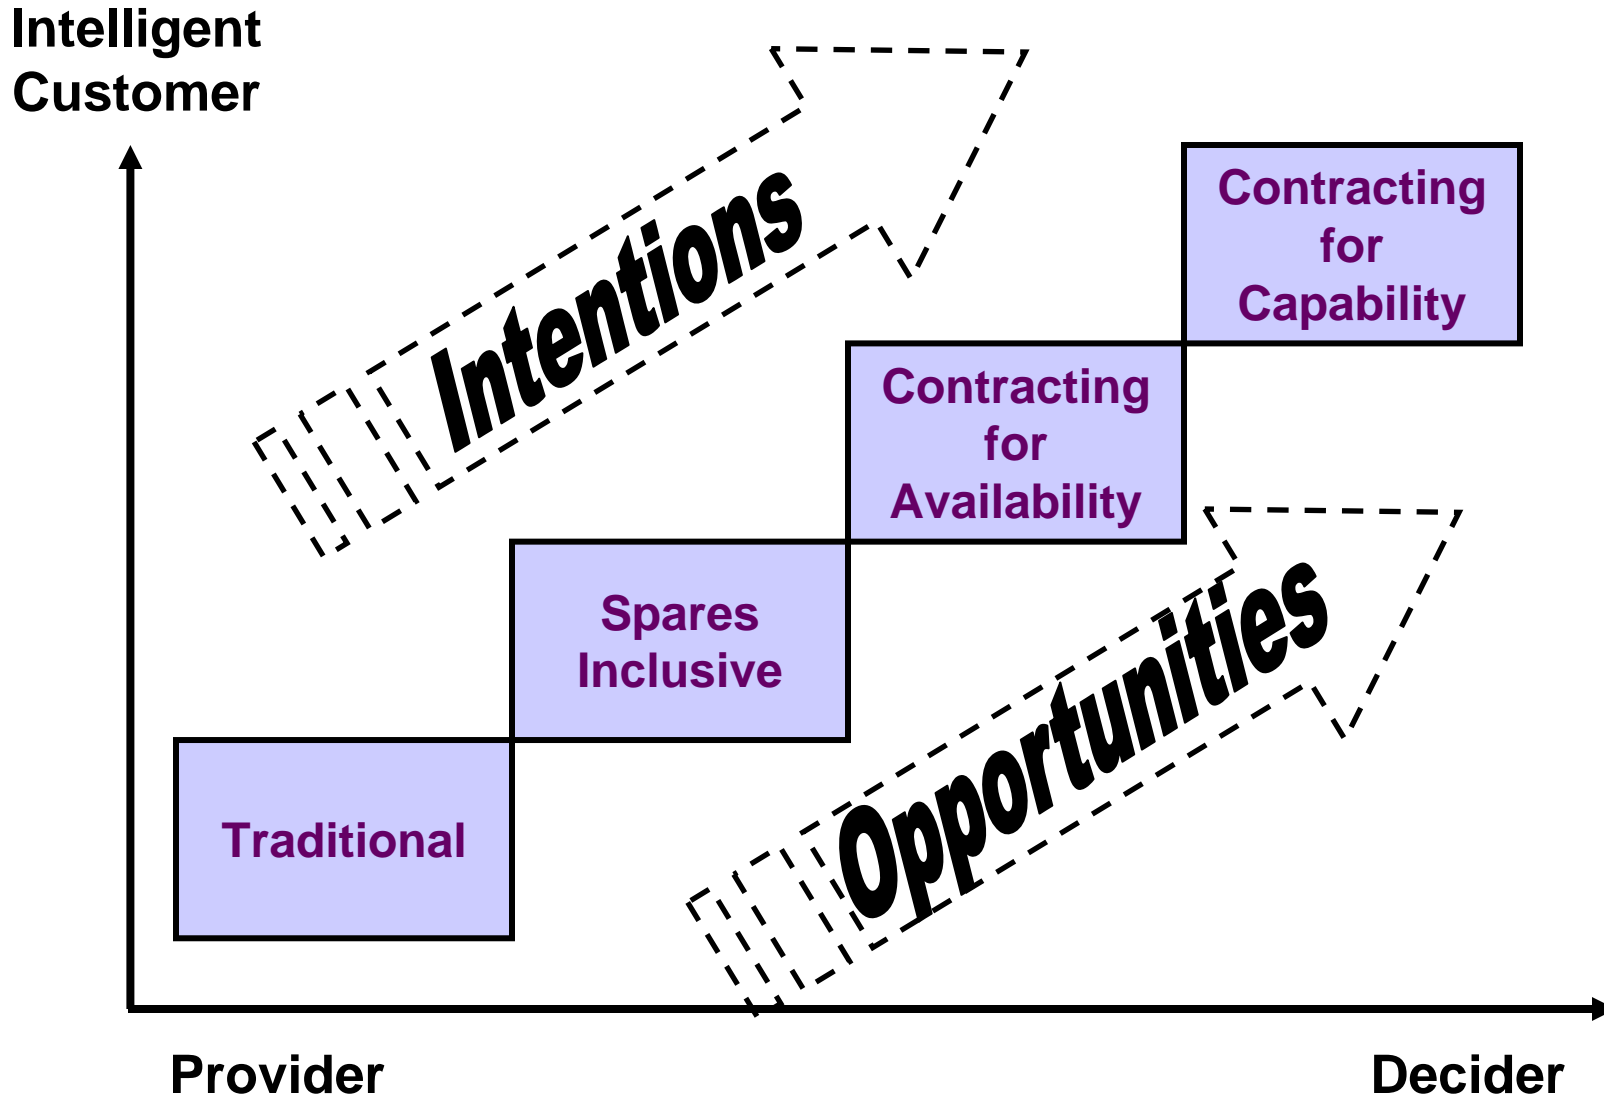 Intelligent
Customer
Intentions
Contracting
for
Capability
Contracting
for
Availability
Spares
Inclusive
Opportunities
Traditional
Provider
Decider